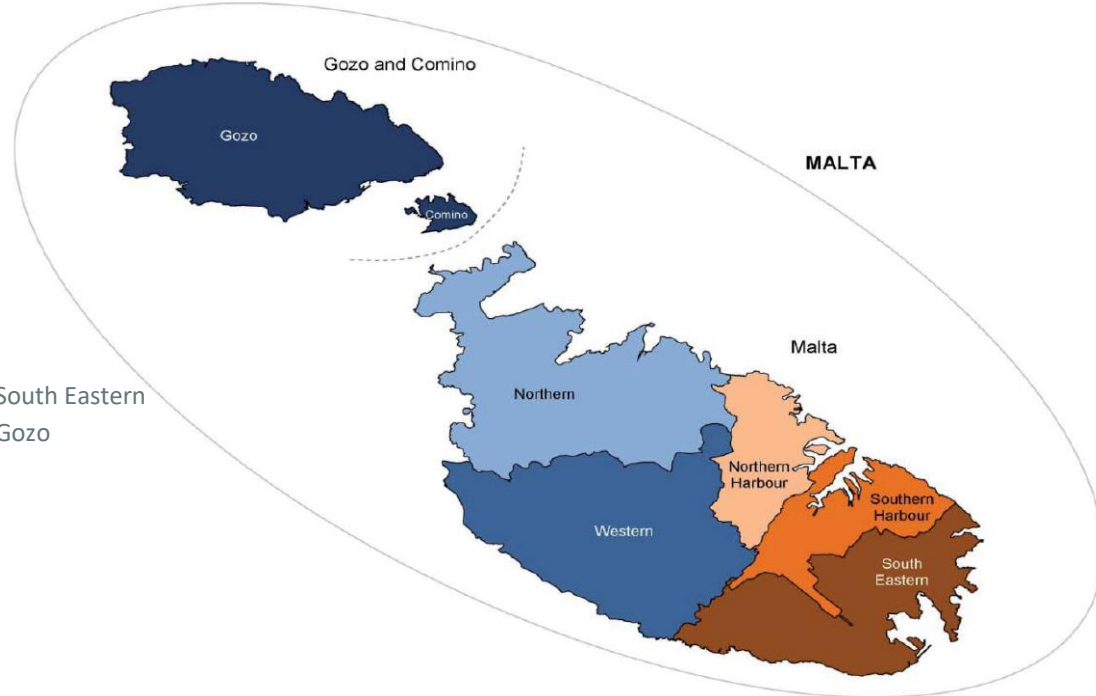 Gozo and Comino
Gozo
MALTA
Comino
Malta
South Eastern
Gozo
Northern
Northern
Harbour
Southern
Harbour
Western
South
Eastern